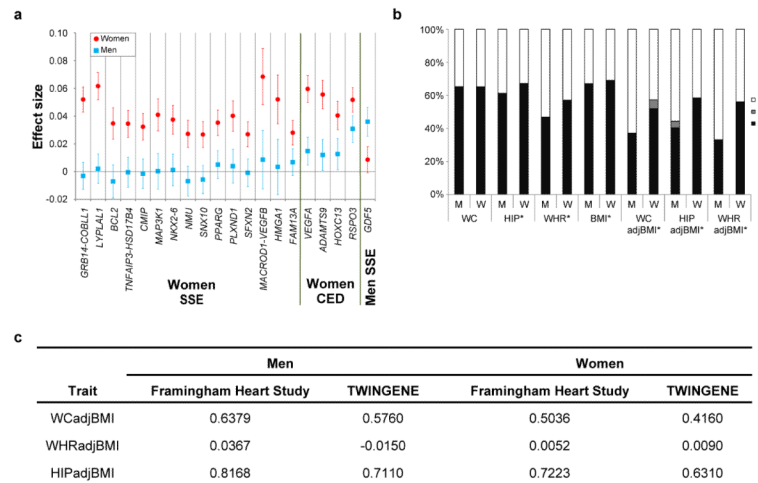 a
b
Effect size
0.10
0.08
0.06
0.04
0.02
0
-0.02
Women
Men
GRB14-COBLL1
LYPLAL1
BCL2
TNFAIP3-HSD17B4
CMIP
MAP3K1
NKX2-6
NMU
SNX10
PPARG
PLXND1
SFXN2
MACROD1-VEGFB
HMGA1
FAM13A
VEGFA
ADAMTS9
HOXC13
RSPO3
GDF5
Women
SSE
Women
CED
Men SSE
100%
80%
60%
40%
20%
0%
M W M W M W M W M W M W M W
WC HIP* WHR* BMI* WC HIP WHR
adjBMI* adjBMI* adjBMI*
c
Men Women
Trait Framingham Heart Study TWINGENE Framingham Heart Study TWINGENE
WCadjBMI 0.6379 0.5760 0.5036 0.4160
WHRadjBMI 0.0367 -0.0150 0.0052 0.0090
HIPadjBMI 0.8168 0.7110 0.7223 0.6310